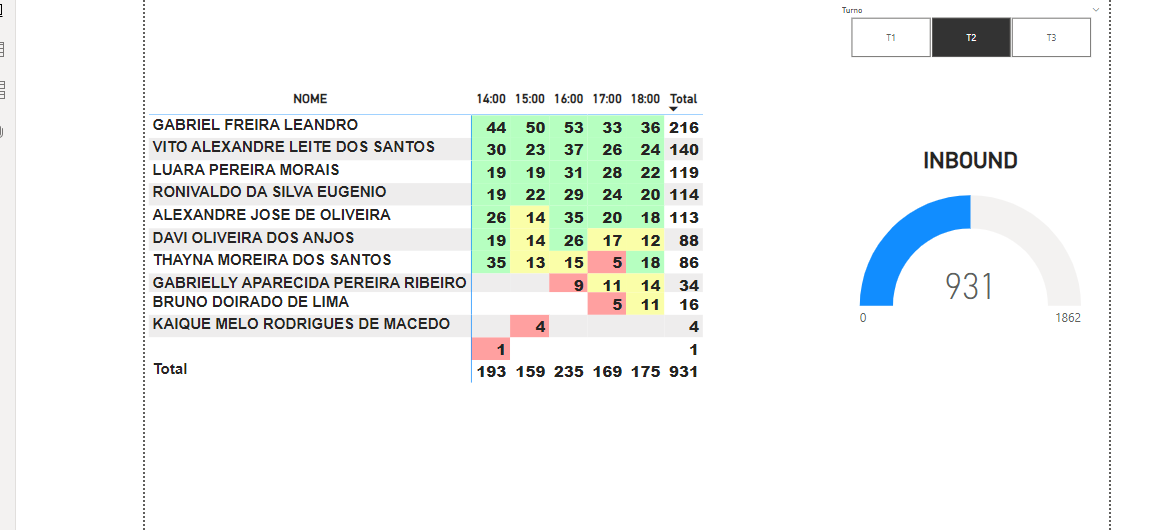 Turno
T1 T2 T3
NOME 14:00 15:00 16:00 17:00 18:00 Total
GABRIEL FREIRA LEANDRO 44 50 53 33 36 216
VITO ALEXANDRE LEITE DOS SANTOS 30 23 37 26 24 140
LUARA PEREIRA MORAIS 19 19 31 28 22 119
RONIVALDO DA SILVA EUGENIO 19 22 29 24 20 114
ALEXANDRE JOSE DE OLIVEIRA 26 14 35 20 18 113
DAVI OLIVEIRA DOS ANJOS 19 14 26 17 12 88
THAYNA MOREIRA DOS SANTOS 35 13 15 5 18 86
GABRIELLY APARECIDA PEREIRA RIBEIRO 9 11 14 34
BRUNO DOIRADO DE LIMA 5 11 16
KAIQUE MELO RODRIGUES DE MACEDO 4 4
1 1
Total 193 159 235 169 175 931
INBOUND
931
0 1862